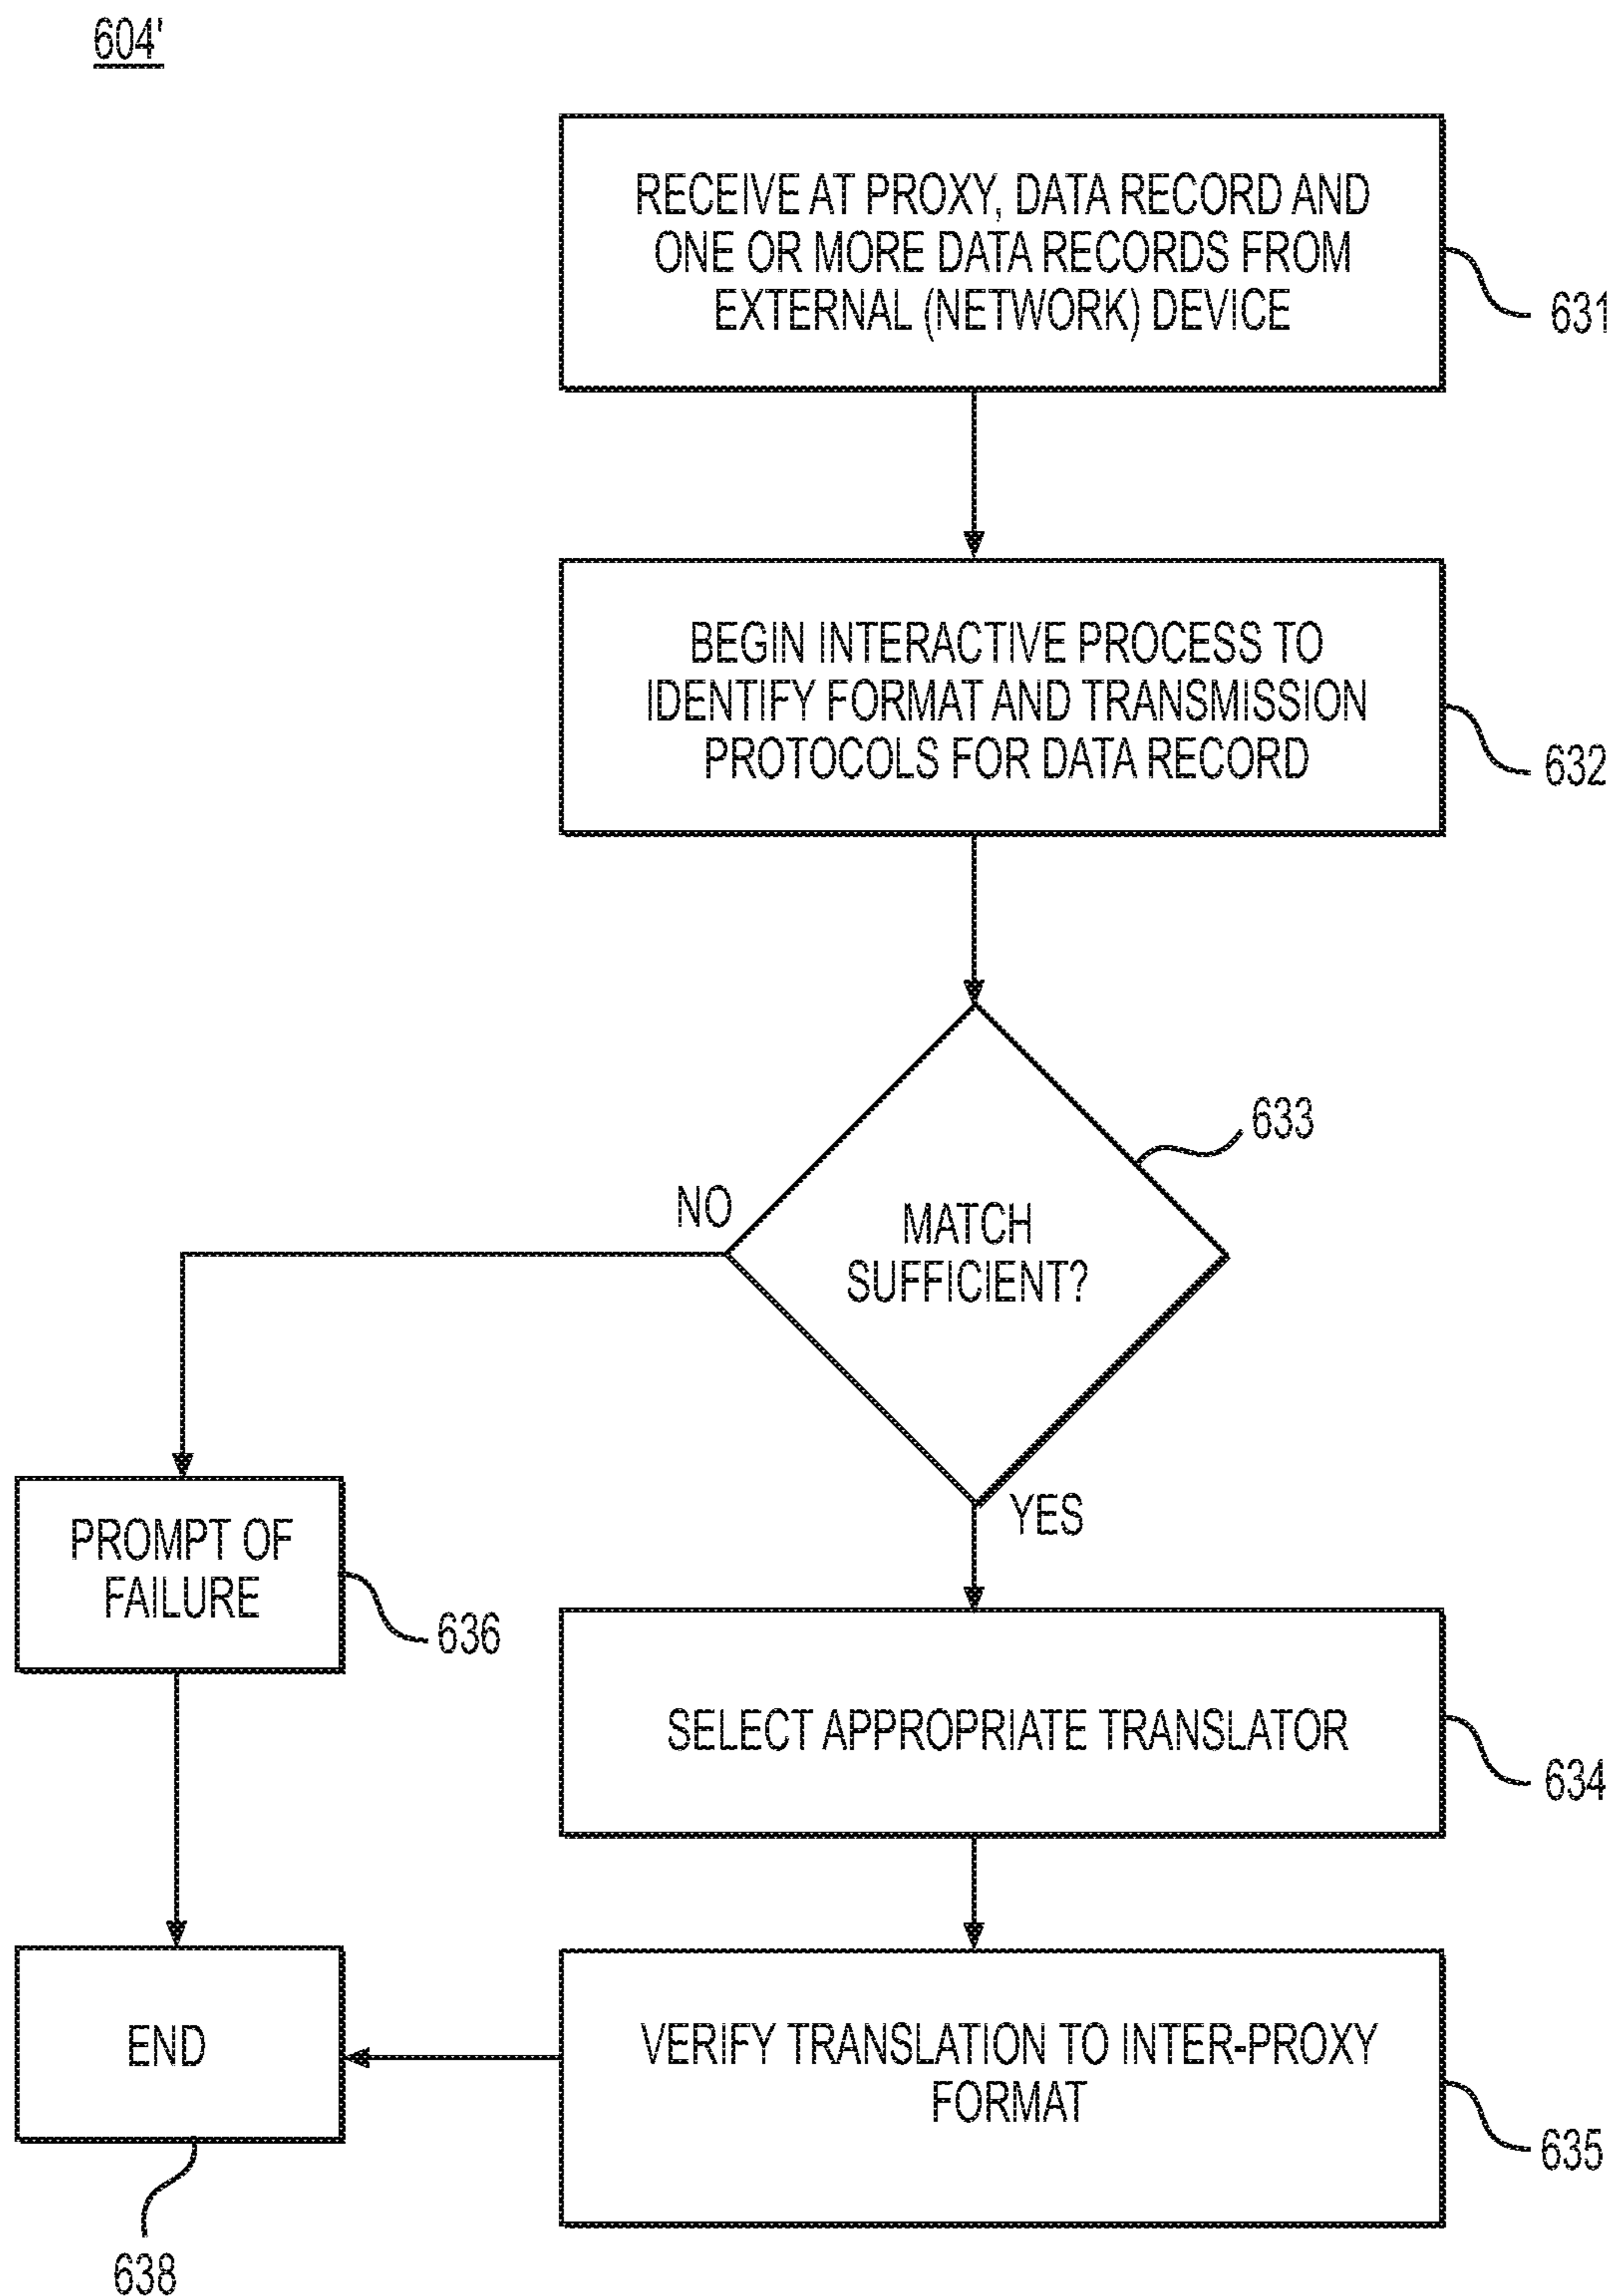 604'
RECEIVE AT PROXY, DATA RECORD AND
ONE OR MORE DATA RECORDS FROM
EXTERNAL (NETWORK) DEVICE
631
BEGIN INTERACTIVE PROCESS TO
IDENTIFY FORMAT AND TRANSMISSION
PROTOCOLS FOR DATA RECORD
632
633
NO
MATCH
SUFFICIENT?
YES
PROMPT OF
FAILURE
636
SELECT APPROPRIATE TRANSLATOR
634
END
VERIFY TRANSLATION TO INTER-PROXY
FORMAT
635
638